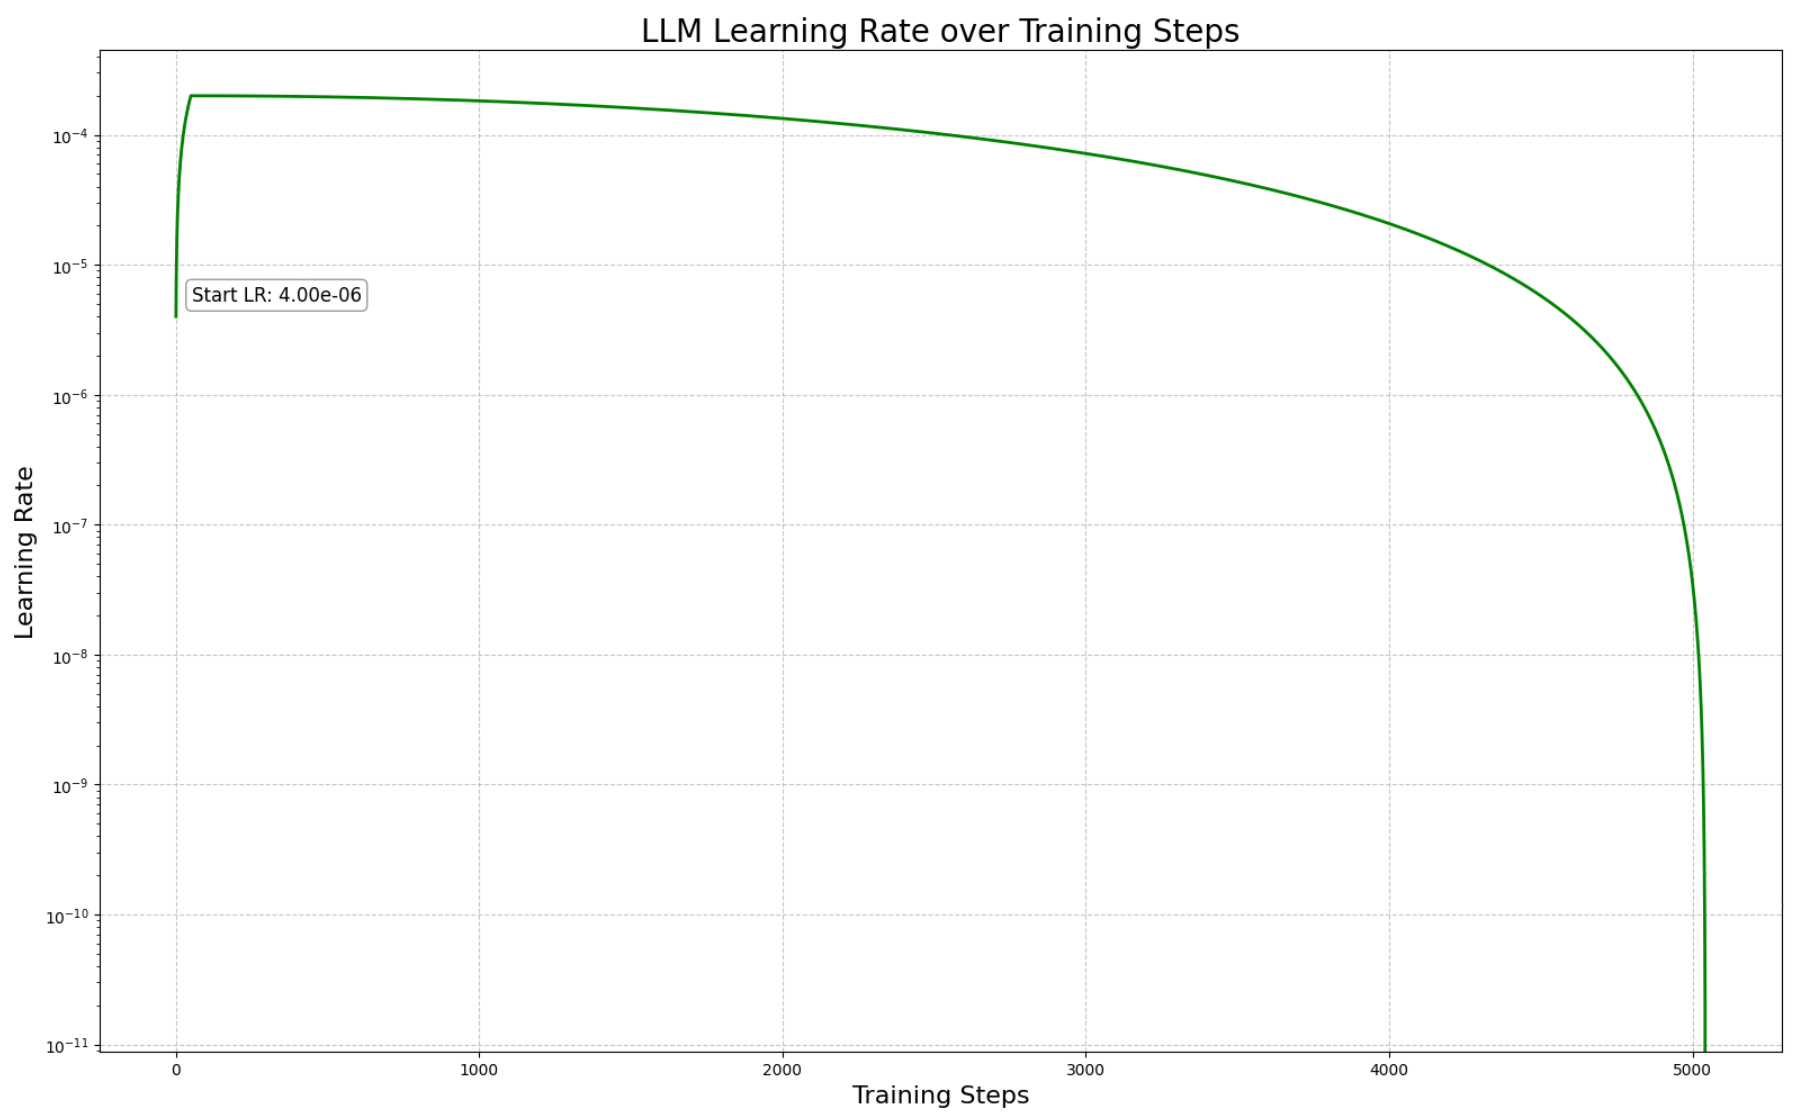 LLM Learning Rate over Training Steps
Learning Rate
10⁻⁴
10⁻⁵
10⁻⁶
10⁻⁷
10⁻⁸
10⁻⁹
10⁻¹⁰
10⁻¹¹
Start LR: 4.00e-06
0 1000 2000 3000 4000 5000
Training Steps